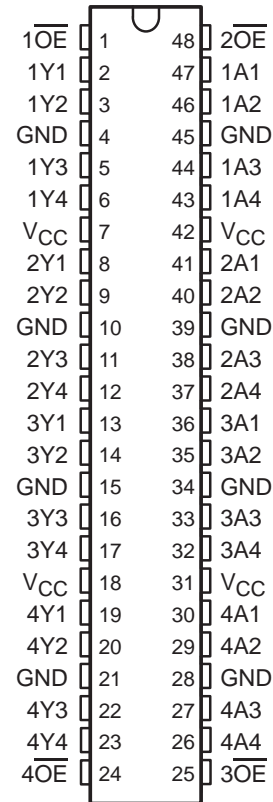 1O̅E̅ 1 48 2O̅E̅
1Y1 2 47 1A1
1Y2 3 46 1A2
GND 4 45 GND
1Y3 5 44 1A3
1Y4 6 43 1A4
VCC 7 42 VCC
2Y1 8 41 2A1
2Y2 9 40 2A2
GND 10 39 GND
2Y3 11 38 2A3
2Y4 12 37 2A4
3Y1 13 36 3A1
3Y2 14 35 3A2
GND 15 34 GND
3Y3 16 33 3A3
3Y4 17 32 3A4
VCC 18 31 VCC
4Y1 19 30 4A1
4Y2 20 29 4A2
GND 21 28 GND
4Y3 22 27 4A3
4Y4 23 26 4A4
4O̅E̅ 24 25 3O̅E̅